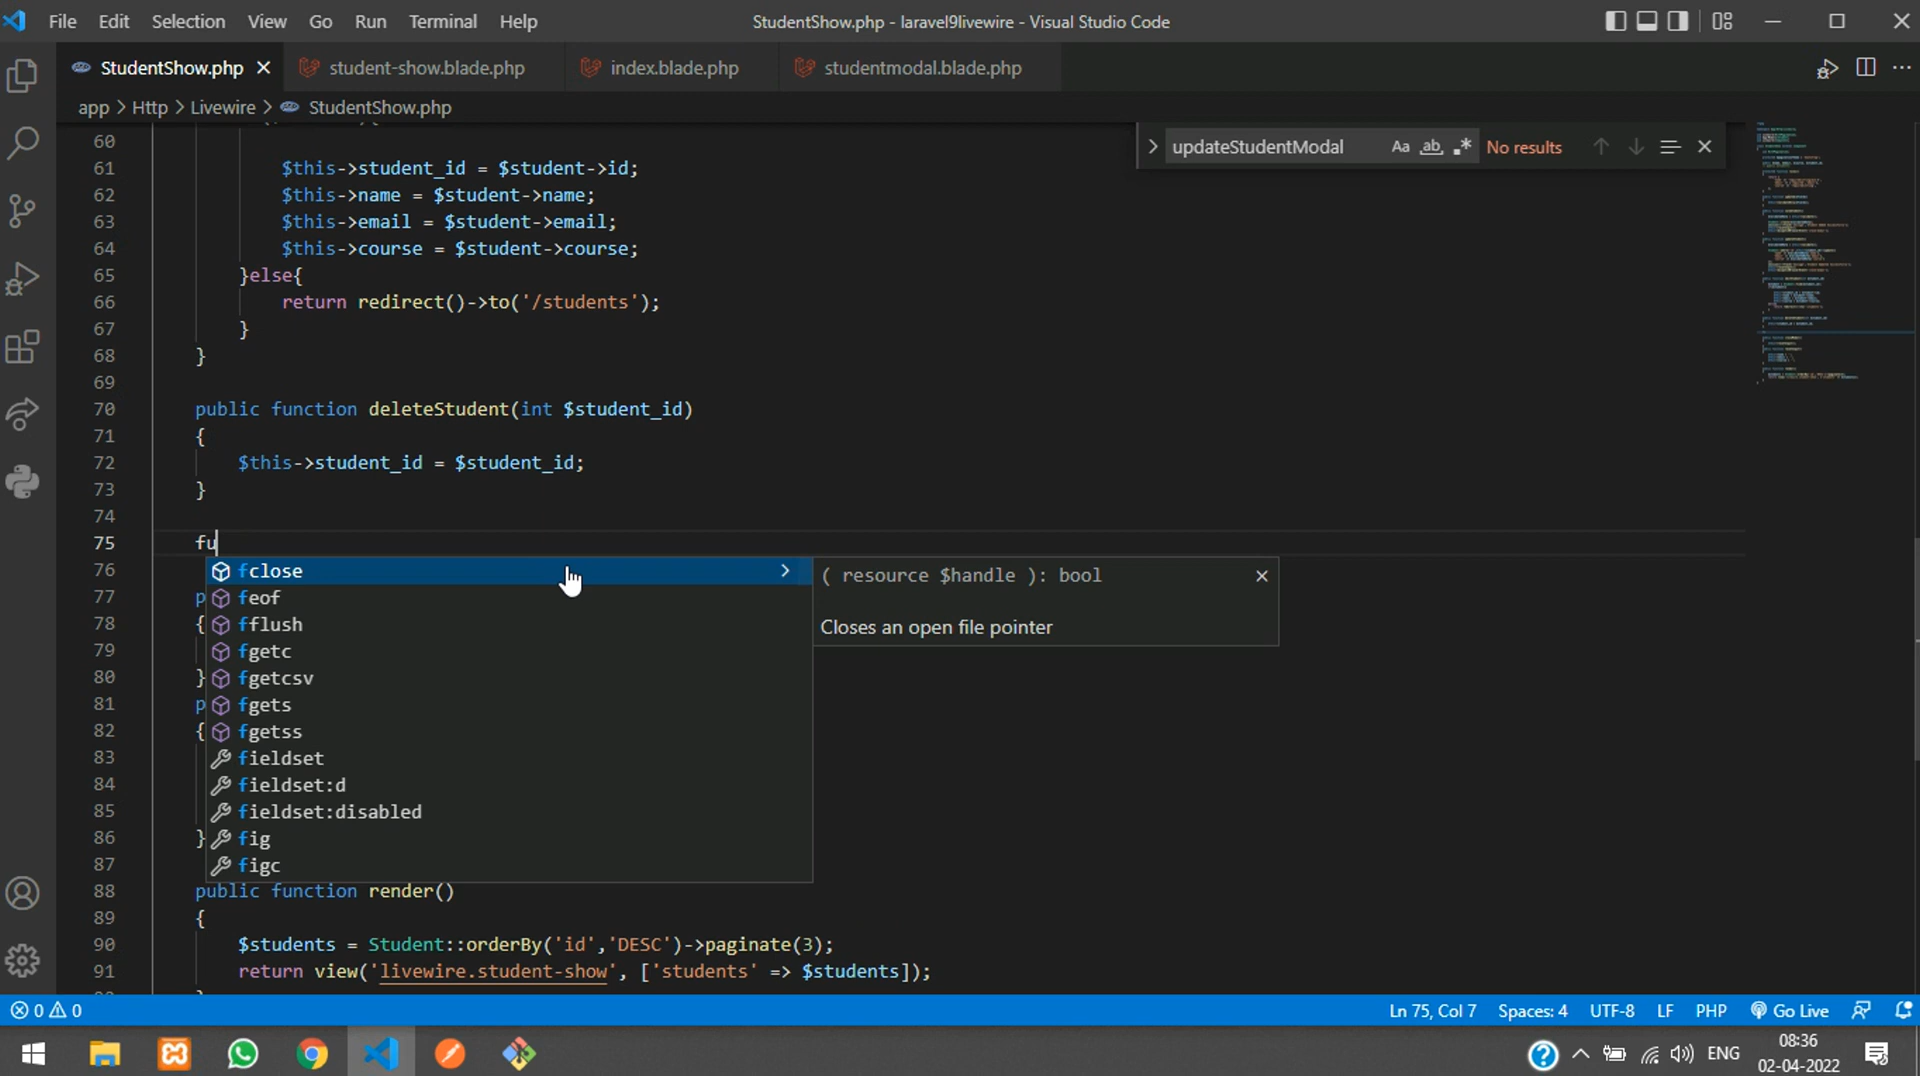 File Edit Selection View Go Run Terminal Help StudentShow.php - laravel9livewire - Visual Studio Code
StudentShow.php student-show.blade.php index.blade.php studentmodal.blade.php
app > Http > Livewire > StudentShow.php
updateStudentModal Aa ab .* No results
60
61 $this->student_id = $student->id;
62 $this->name = $student->name;
63 $this->email = $student->email;
64 $this->course = $student->course;
65 }else{
66 return redirect()->to('/students');
67 }
68 }
69
70 public function deleteStudent(int $student_id)
71 {
72 $this->student_id = $student_id;
73 }
74
75 fu
76 fclose ( resource $handle ): bool
77 p feof
78 { fflush Closes an open file pointer
79 fgetc
80 } fgetcsv
81 p fgets
82 { fgetss
83 fieldset
84 fieldset:d
85 fieldset:disabled
86 } fig
87 figc
88 public function render()
89 {
90 $students = Student::orderBy('id','DESC')->paginate(3);
91 return view('livewire.student-show', ['students' => $students]);
0 0 Ln 75, Col 7 Spaces: 4 UTF-8 LF PHP Go Live
ENG 08:36
02-04-2022